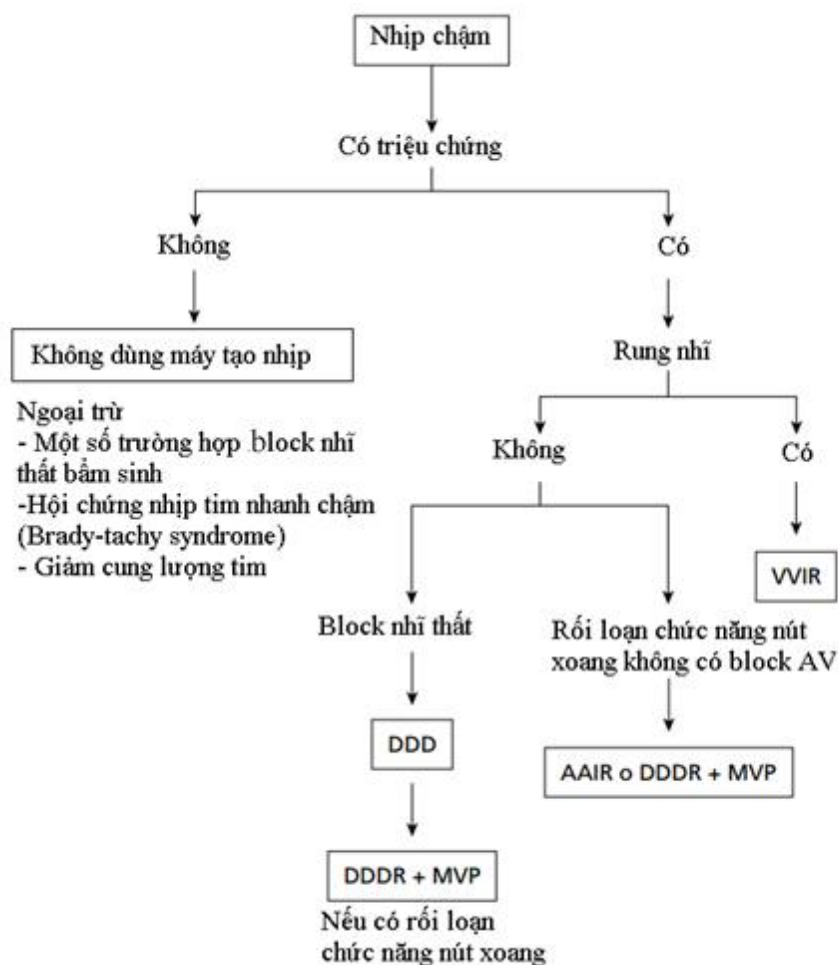 Nhịp chậm
Có triệu chứng
Không
Có
Không dùng máy tạo nhịp
Rung nhĩ
Ngoại trừ
- Một số trường hợp block nhĩ
thất bẩm sinh
-Hội chứng nhịp tim nhanh chậm
(Brady-tachy syndrome)
- Giảm cung lượng tim
Không
Có
VVIR
Block nhĩ thất
Rối loạn chức năng nút
xoang không có block AV
DDD
AAIR o DDDR + MVP
DDDR + MVP
Nếu có rối loạn
chức năng nút xoang